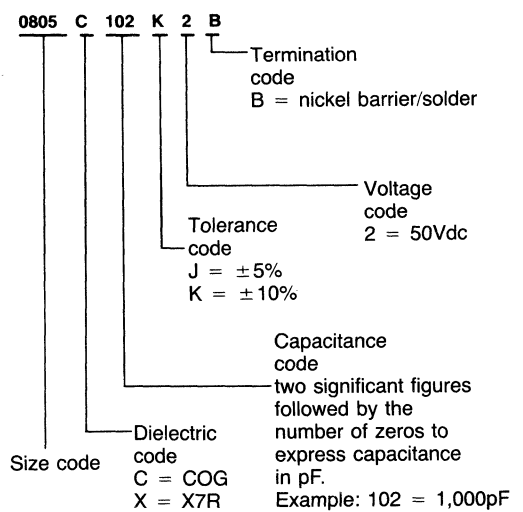 0805 C 102 K 2 B
Termination
code
B = nickel barrier/solder
Voltage
code
2 = 50Vdc
Tolerance
code
J = ±5%
K = ±10%
Capacitance
code
two significant figures
followed by the
number of zeros to
express capacitance
in pF.
Example: 102 = 1,000pF
Dielectric
code
C = COG
X = X7R
Size code